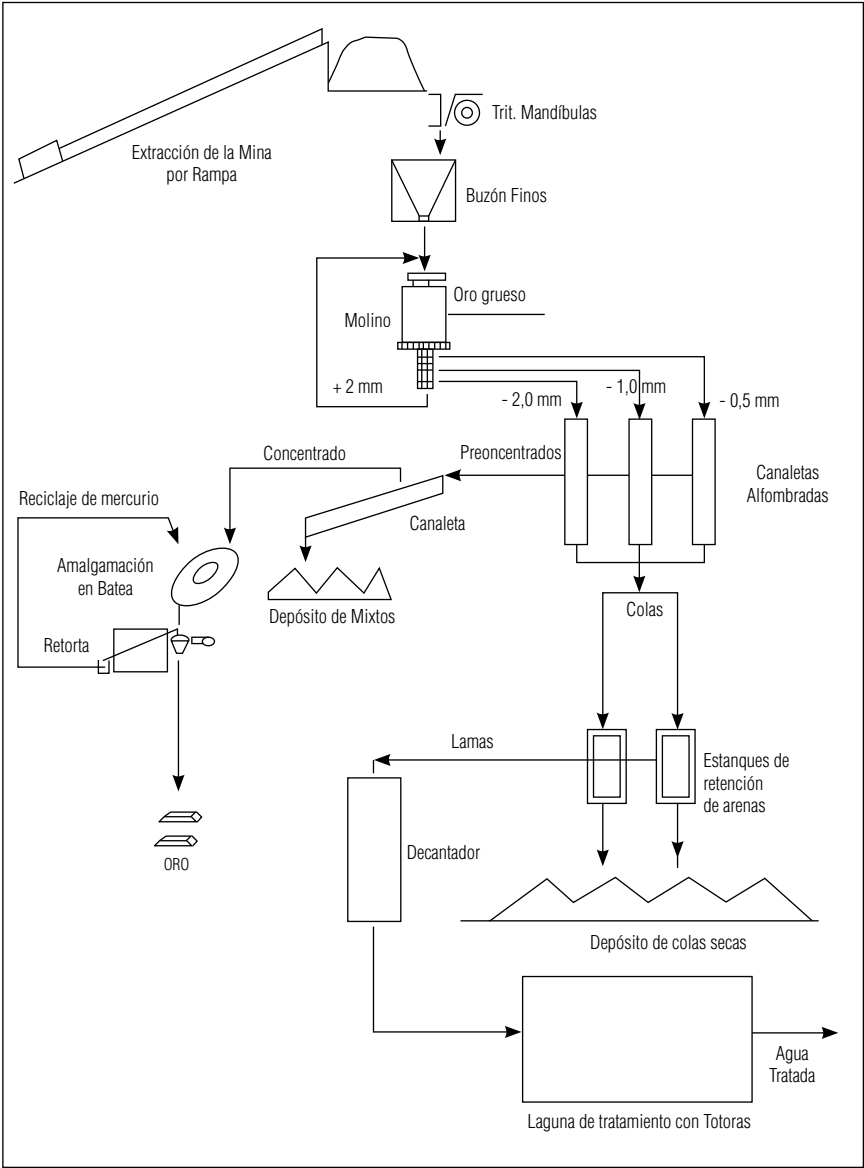 Trit. Mandíbulas
Extracción de la Mina
por Rampa
Buzón Finos
Oro grueso
Molino
+ 2 mm
- 2,0 mm
- 1,0 mm
- 0,5 mm
Concentrado
Preoncentrados
Canaletas
Alfombradas
Reciclaje de mercurio
Canaleta
Amalgamación
en Batea
Depósito de Mixtos
Colas
Retorta
Lamas
Estanques de
retención
de arenas
Decantador
ORO
Depósito de colas secas
Agua
Tratada
Laguna de tratamiento con Totoras